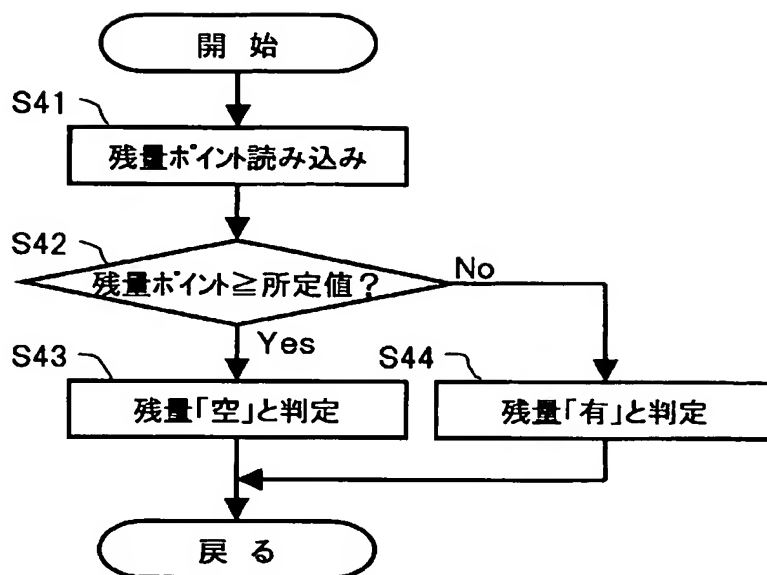 開 始
S41
残量ポイント読み込み
S42
残量ポイント≧所定値?
No
Yes
S43
残量「空」と判定
S44
残量「有」と判定
戻 る